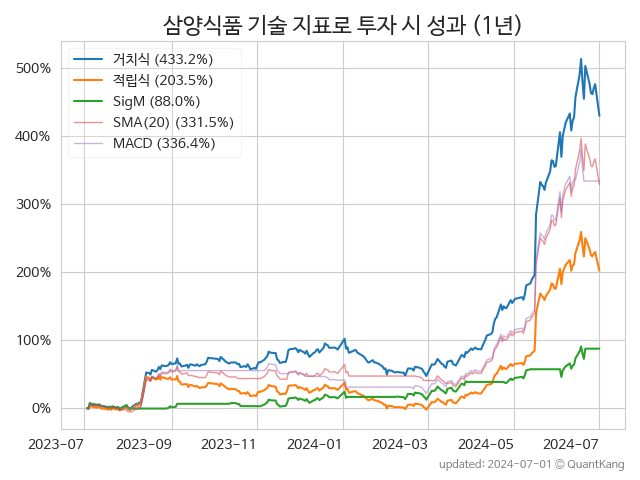 삼양식품 기술 지표로 투자 시 성과 (1년)
거치식 (433.2%)
적립식 (203.5%)
SigM (88.0%)
SMA(20) (331.5%)
MACD (336.4%)
500%
400%
300%
200%
100%
0%
2023-07 2023-09 2023-11 2024-01 2024-03 2024-05 2024-07
updated: 2024-07-01 © QuantKang